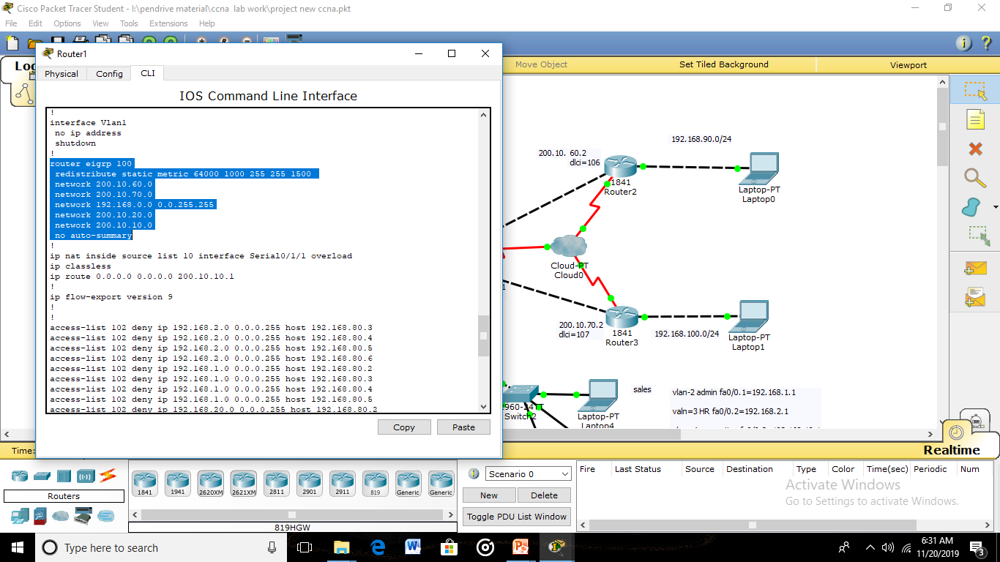 Cisco Packet Tracer Student - I:\pendrive material\ccna lab work\project new ccna.pkt
File Edit Options View Tools Extensions Help
Router1
Log
Move Object
Set Tiled Background
Viewport
Physical Config CLI
IOS Command Line Interface
!
interface Vlan1
no ip address
shutdown
!
router eigrp 100
redistribute static metric 64000 1000 255 255 1500
network 200.10.60.0
network 200.10.70.0
network 192.168.0.0 0.0.255.255
network 200.10.20.0
network 200.10.10.0
no auto-summary
!
ip nat inside source list 10 interface Serial0/1/1 overload
ip classless
ip route 0.0.0.0 0.0.0.0 200.10.10.1
!
ip flow-export version 9
!
!
access-list 102 deny ip 192.168.2.0 0.0.0.255 host 192.168.80.3
access-list 102 deny ip 192.168.2.0 0.0.0.255 host 192.168.80.4
access-list 102 deny ip 192.168.2.0 0.0.0.255 host 192.168.80.5
access-list 102 deny ip 192.168.2.0 0.0.0.255 host 192.168.80.6
access-list 102 deny ip 192.168.1.0 0.0.0.255 host 192.168.80.2
access-list 102 deny ip 192.168.1.0 0.0.0.255 host 192.168.80.3
access-list 102 deny ip 192.168.1.0 0.0.0.255 host 192.168.80.4
access-list 102 deny ip 192.168.1.0 0.0.0.255 host 192.168.80.5
access-list 102 deny ip 192.168.20.0 0.0.0.255 host 192.168.80.2
Copy Paste
192.168.90.0/24
200.10. 60.2
dlci=106
1841
Router2
Laptop-PT
Laptop0
Cloud-PT
Cloud0
200.10.70.2
dlci=107
1841
Router3
192.168.100.0/24
Laptop-PT
Laptop1
2960-24TT
Switch2
Laptop-PT
Laptop4
sales
vlan-2 admin fa0/0.1=192.168.1.1
valn=3 HR fa0/0.2=192.168.2.1
Time:
Realtime
Routers
1841 1941 2620XM 2621XM 2811 2901 2911 819 Generic Generic
819HGW
Scenario 0
New Delete
Toggle PDU List Window
Fire Last Status Source Destination Type Color Time(sec) Periodic Num
Activate Windows
Go to Settings to activate Windows.
Type here to search
6:31 AM
11/20/2019
3